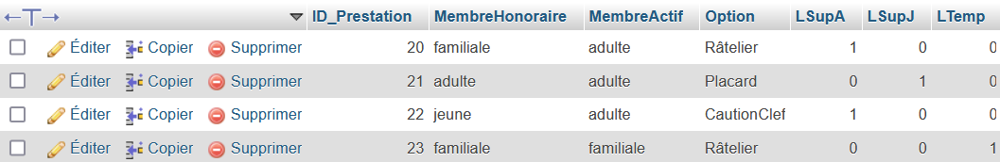 ←T→ ID_Prestation MembreHonoraire MembreActif Option LSupA LSupJ LTemp
Éditer Copier Supprimer 20 familiale adulte Râtelier 1 0 0
Éditer Copier Supprimer 21 adulte adulte Placard 0 1 0
Éditer Copier Supprimer 22 jeune adulte CautionClef 1 0 0
Éditer Copier Supprimer 23 familiale familiale Râtelier 0 0 1